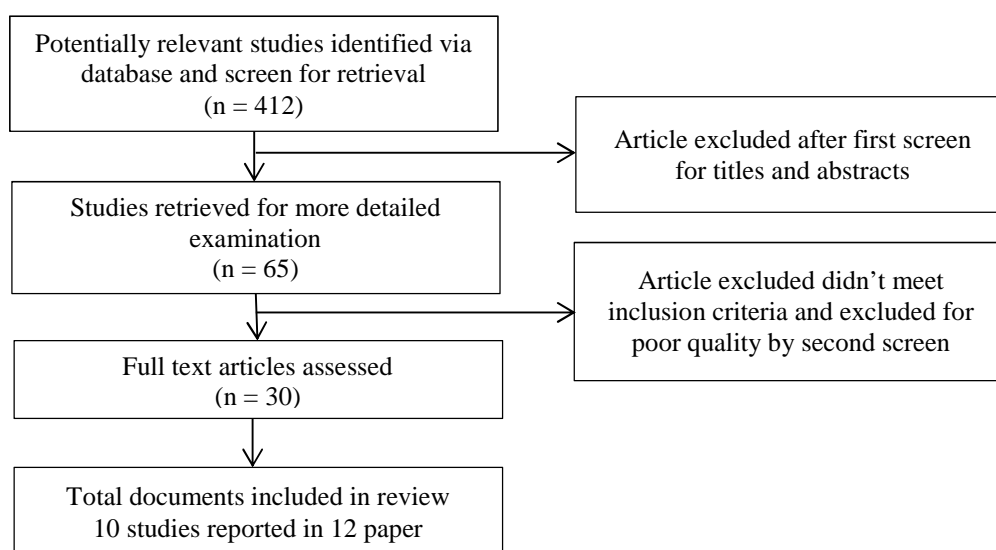 Potentially relevant studies identified via
database and screen for retrieval
(n = 412)
Article excluded after first screen
for titles and abstracts
Studies retrieved for more detailed
examination
(n = 65)
Article excluded didn’t meet
inclusion criteria and excluded for
poor quality by second screen
Full text articles assessed
(n = 30)
Total documents included in review
10 studies reported in 12 paper